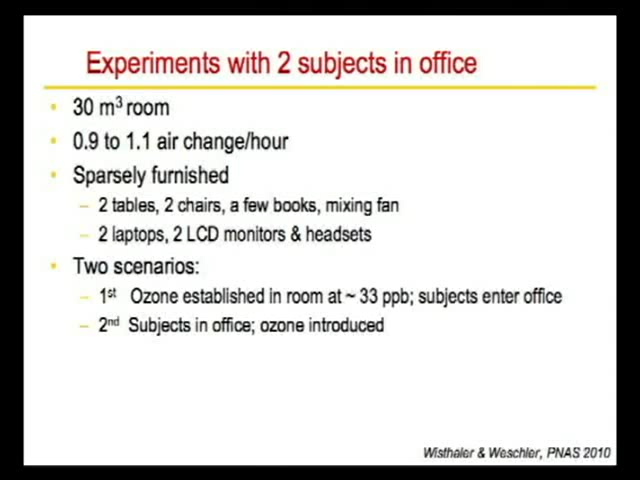 Experiments with 2 subjects in office
• 30 m³ room
• 0.9 to 1.1 air change/hour
• Sparsely furnished
– 2 tables, 2 chairs, a few books, mixing fan
– 2 laptops, 2 LCD monitors & headsets
• Two scenarios:
– 1st Ozone established in room at ~ 33 ppb; subjects enter office
– 2nd Subjects in office; ozone introduced
Wisthaler & Weschler, PNAS 2010